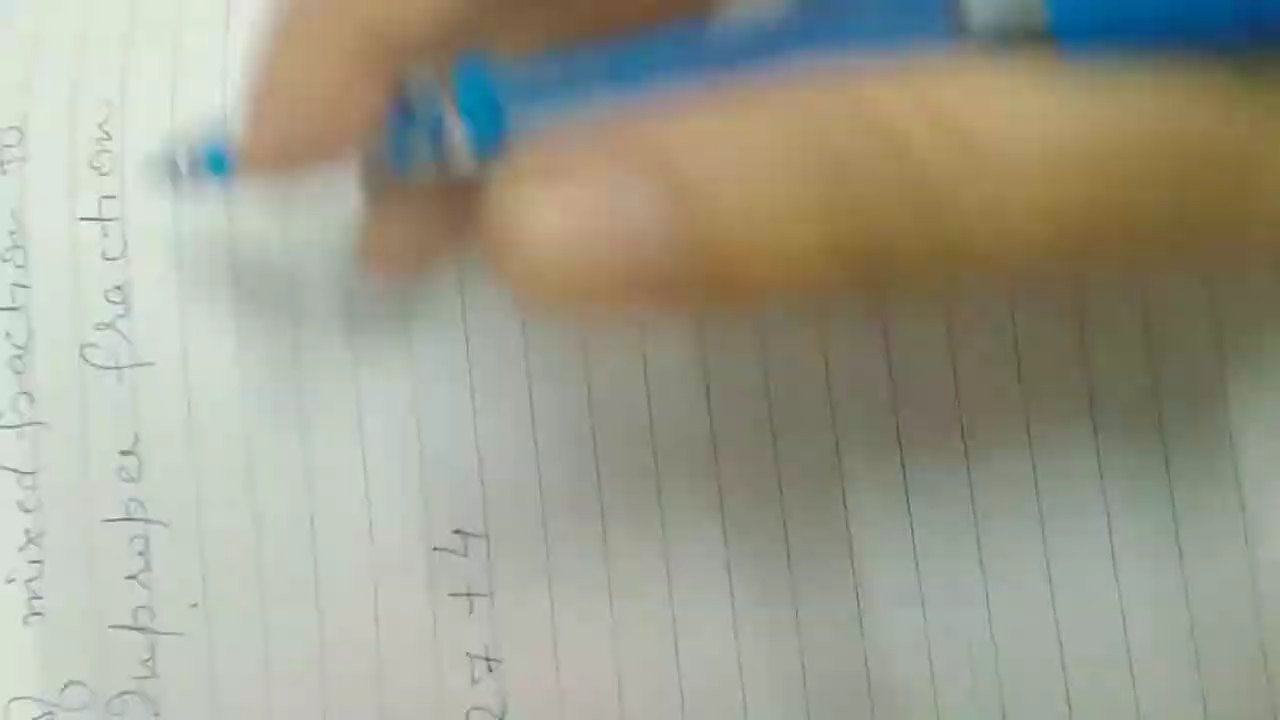 mixed fraction to
Improper fraction
27 + 4